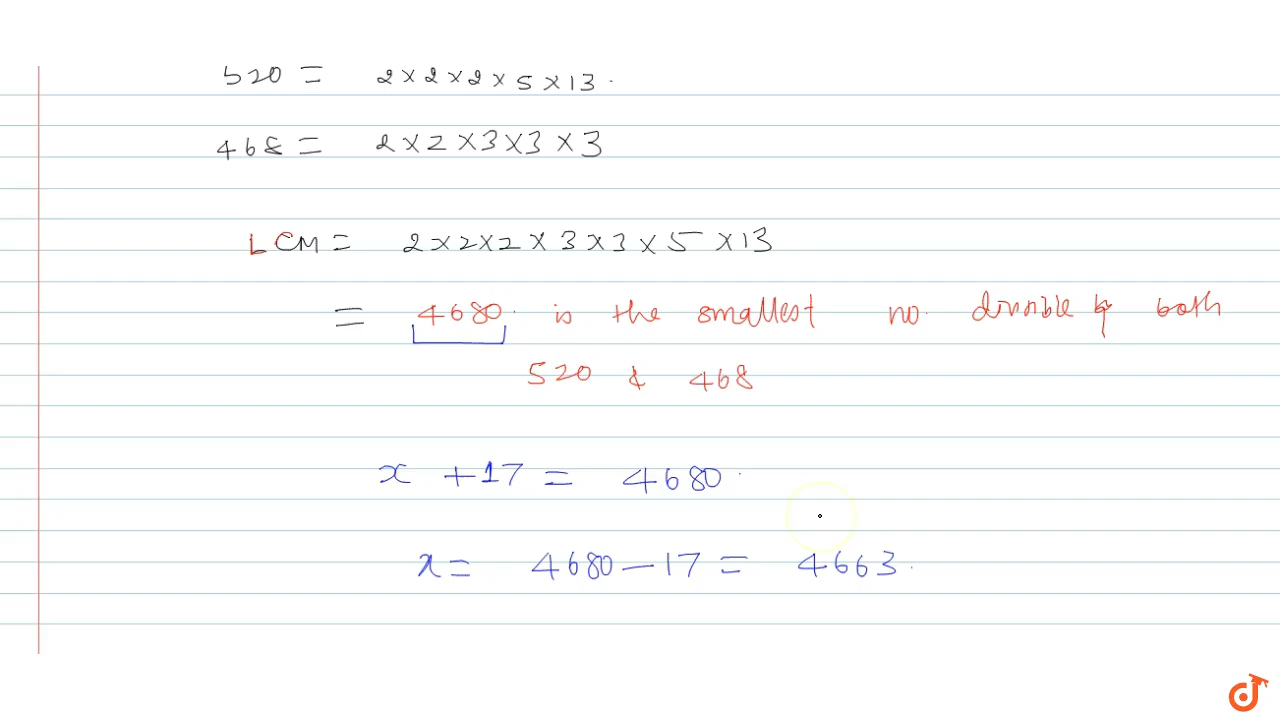 520 = 2 × 2 × 2 × 5 × 13.
468 = 2 × 2 × 3 × 3 × 3
LCM = 2 × 2 × 2 × 3 × 3 × 5 × 13
= 4680. is the smallest no. divisible by both
520 & 468
x + 17 = 4680.
x = 4680 - 17 = 4663.